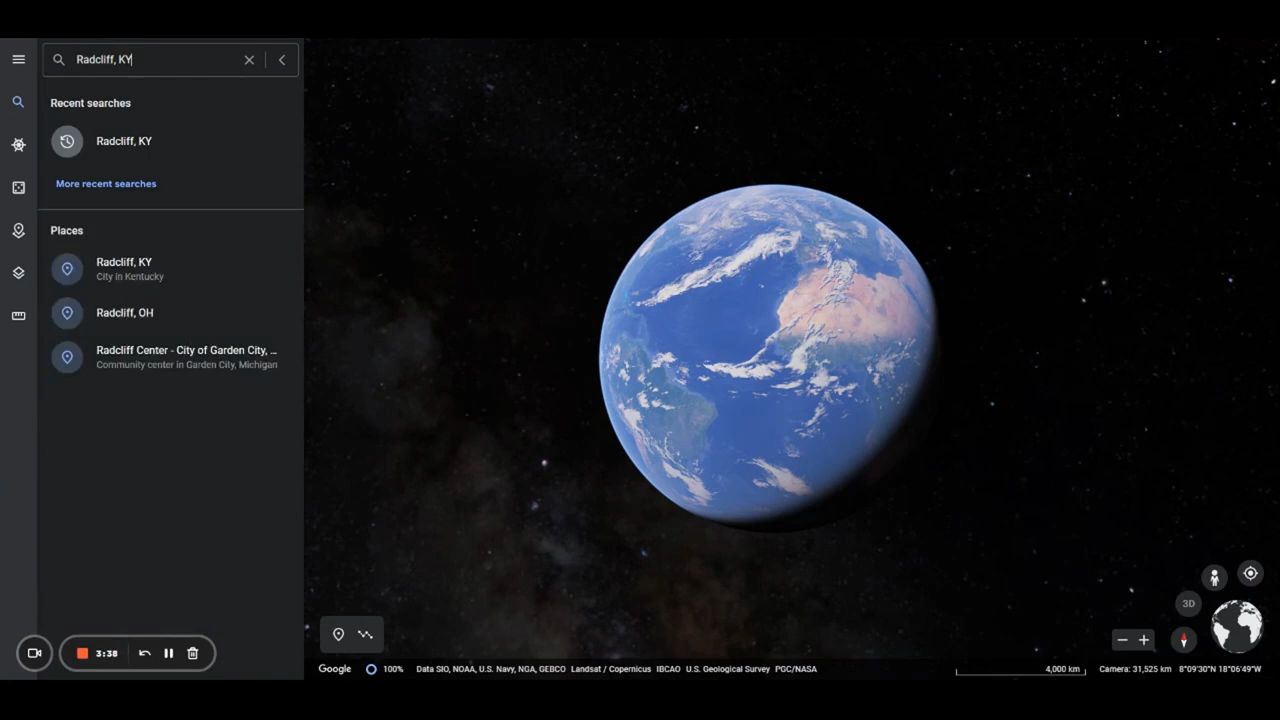 Radcliff, KY
Recent searches
Radcliff, KY
More recent searches
Places
Radcliff, KY
City in Kentucky
Radcliff, OH
Radcliff Center - City of Garden City, ...
Community center in Garden City, Michigan
3D
3:38
Google 100% Data SIO, NOAA, U.S. Navy, NGA, GEBCO Landsat / Copernicus IBCAO U.S. Geological Survey PGC/NASA 4,000 km Camera: 31,525 km 8°09'30"N 18°06'49"W